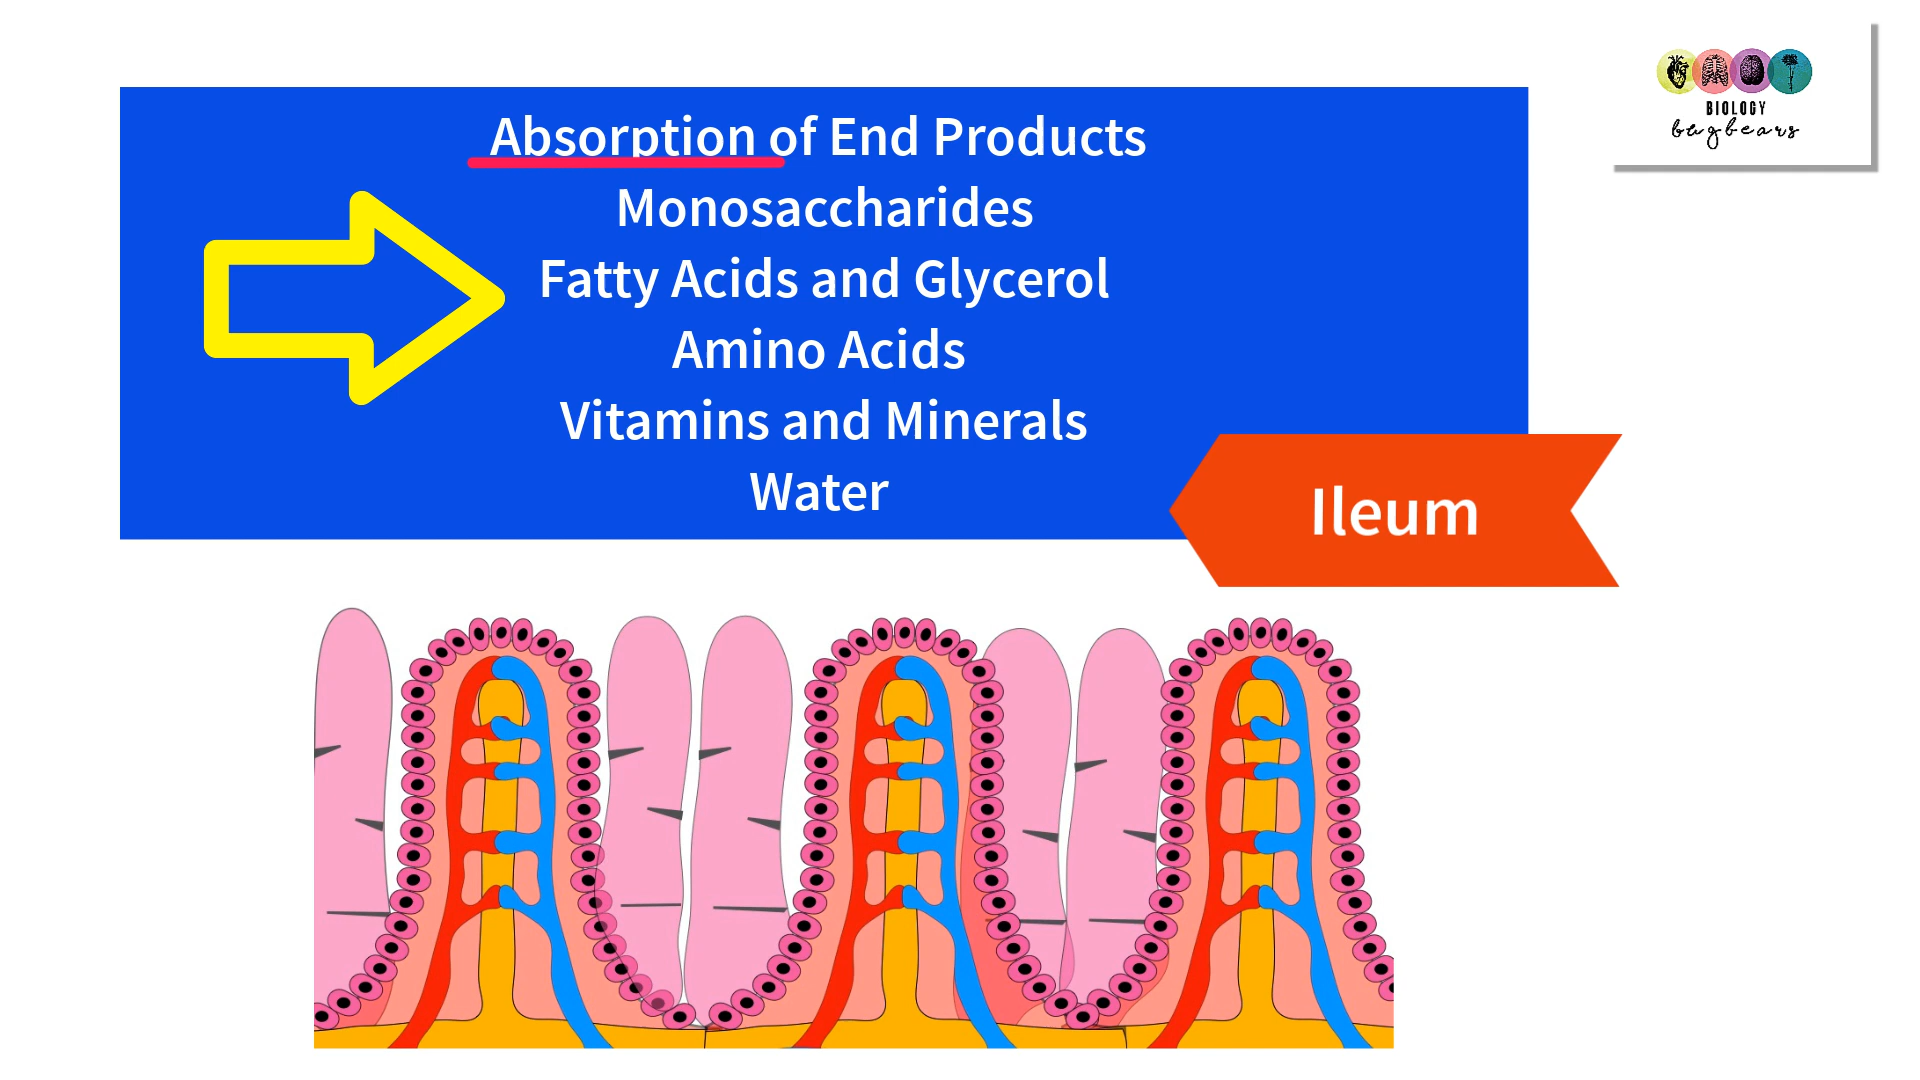 BIOLOGY
bugbears
Absorption of End Products
Monosaccharides
Fatty Acids and Glycerol
Amino Acids
Vitamins and Minerals
Water
Ileum